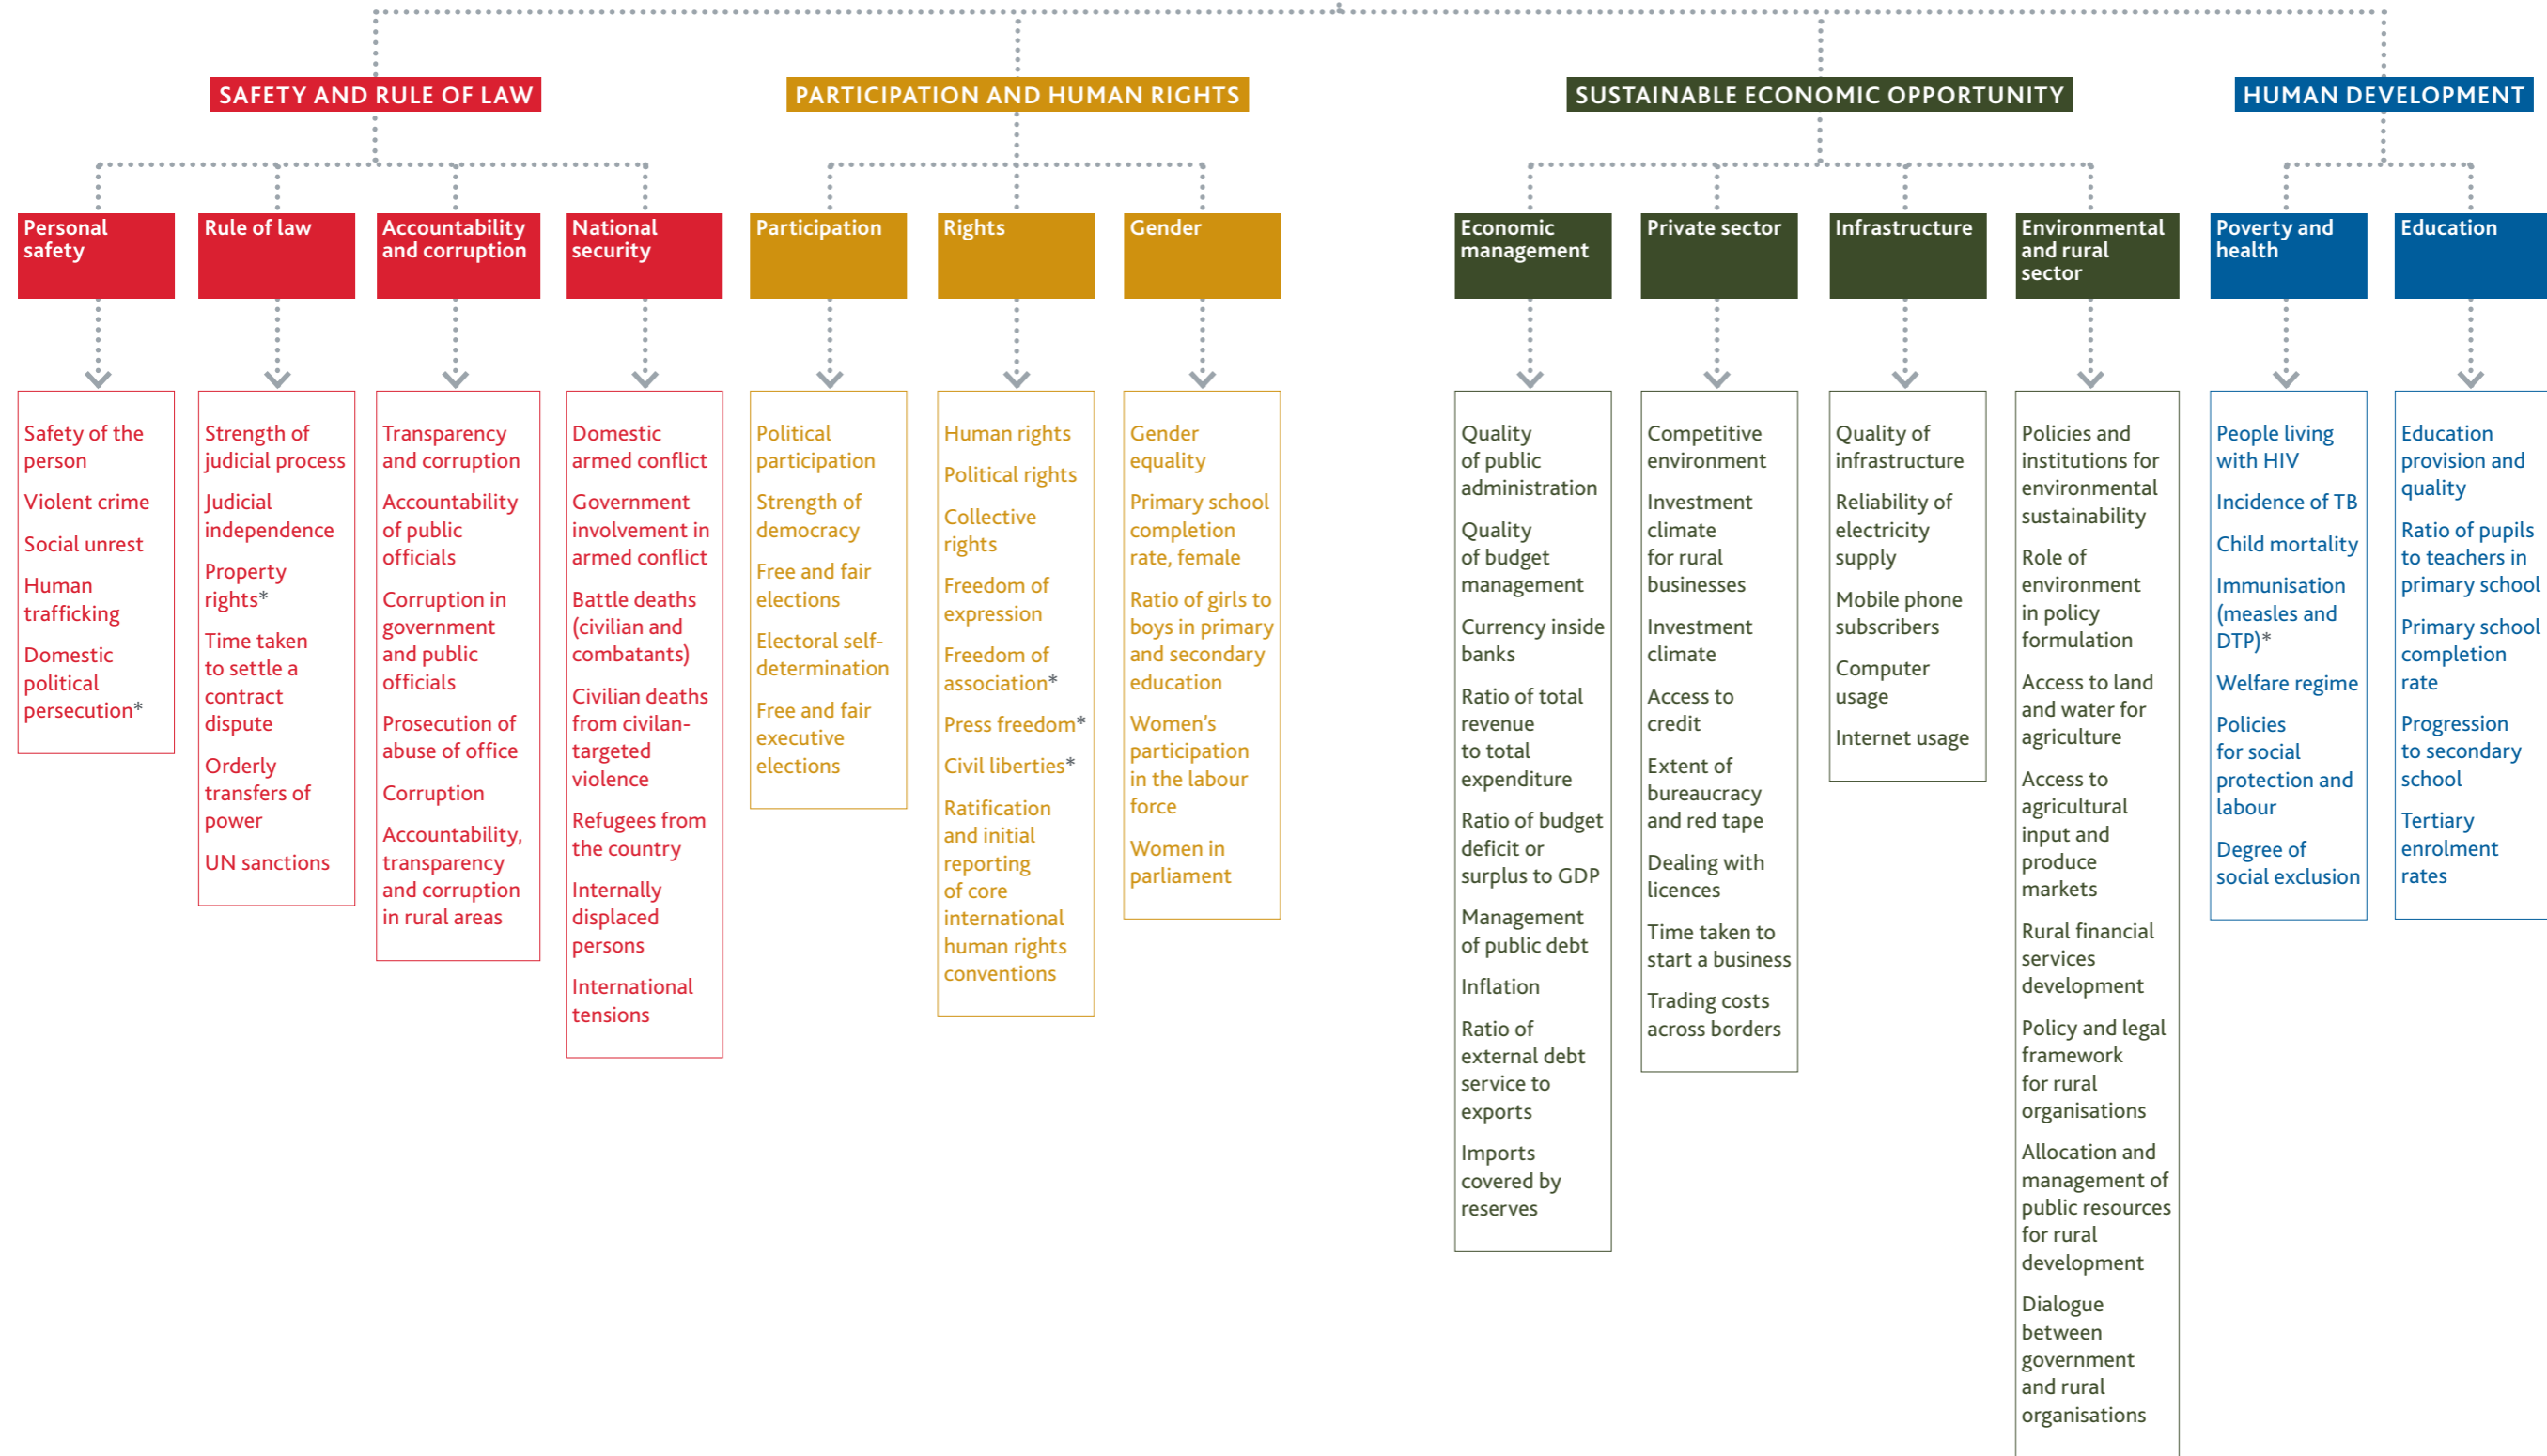 SAFETY AND RULE OF LAW
PARTICIPATION AND HUMAN RIGHTS
SUSTAINABLE ECONOMIC OPPORTUNITY
HUMAN DEVELOPMENT
Personal
safety
Rule of law
Accountability
and corruption
National
security
Participation
Rights
Gender
Economic
management
Private sector
Infrastructure
Environmental
and rural
sector
Poverty and
health
Education
Safety of the
person
Violent crime
Social unrest
Human
trafficking
Domestic
political
persecution*
Strength of
judicial process
Judicial
independence
Property
rights*
Time taken
to settle a
contract
dispute
Orderly
transfers of
power
UN sanctions
Transparency
and corruption
Accountability
of public
officials
Corruption in
government
and public
officials
Prosecution of
abuse of office
Corruption
Accountability,
transparency
and corruption
in rural areas
Domestic
armed conflict
Government
involvement in
armed conflict
Battle deaths
(civilian and
combatants)
Civilian deaths
from civilan-
targeted
violence
Refugees from
the country
Internally
displaced
persons
International
tensions
Political
participation
Strength of
democracy
Free and fair
elections
Electoral self-
determination
Free and fair
executive
elections
Human rights
Political rights
Collective
rights
Freedom of
expression
Freedom of
association*
Press freedom*
Civil liberties*
Ratification
and initial
reporting
of core
international
human rights
conventions
Gender
equality
Primary school
completion
rate, female
Ratio of girls to
boys in primary
and secondary
education
Women's
participation
in the labour
force
Women in
parliament
Quality
of public
administration
Quality
of budget
management
Currency inside
banks
Ratio of total
revenue
to total
expenditure
Ratio of budget
deficit or
surplus to GDP
Management
of public debt
Inflation
Ratio of
external debt
service to
exports
Imports
covered by
reserves
Competitive
environment
Investment
climate
for rural
businesses
Investment
climate
Access to
credit
Extent of
bureaucracy
and red tape
Dealing with
licences
Time taken to
start a business
Trading costs
across borders
Quality of
infrastructure
Reliability of
electricity
supply
Mobile phone
subscribers
Computer
usage
Internet usage
Policies and
institutions for
environmental
sustainability
Role of
environment
in policy
formulation
Access to land
and water for
agriculture
Access to
agricultural
input and
produce
markets
Rural financial
services
development
Policy and legal
framework
for rural
organisations
Allocation and
management of
public resources
for rural
development
Dialogue
between
government
and rural
organisations
People living
with HIV
Incidence of TB
Child mortality
Immunisation
(measles and
DTP)*
Welfare regime
Policies
for social
protection and
labour
Degree of
social exclusion
Education
provision and
quality
Ratio of pupils
to teachers in
primary school
Primary school
completion
rate
Progression
to secondary
school
Tertiary
enrolment
rates